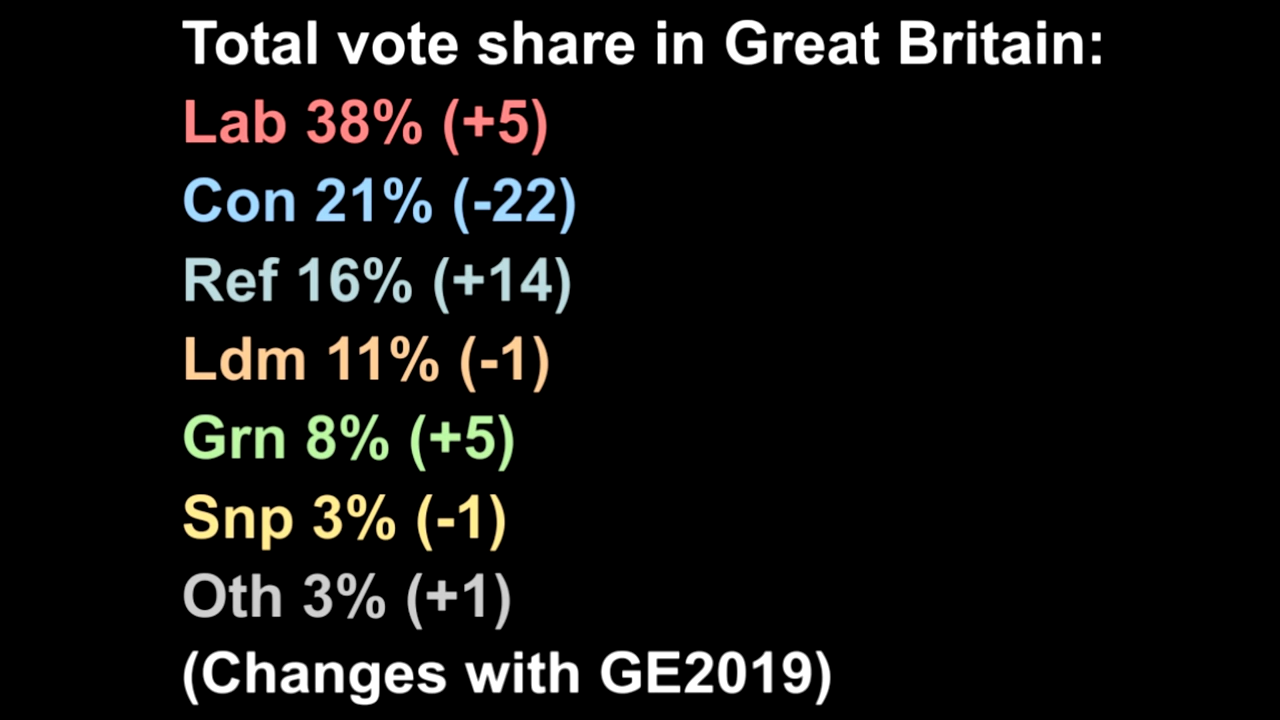 Total vote share in Great Britain:
Lab 38% (+5)
Con 21% (-22)
Ref 16% (+14)
Ldm 11% (-1)
Grn 8% (+5)
Snp 3% (-1)
Oth 3% (+1)
(Changes with GE2019)